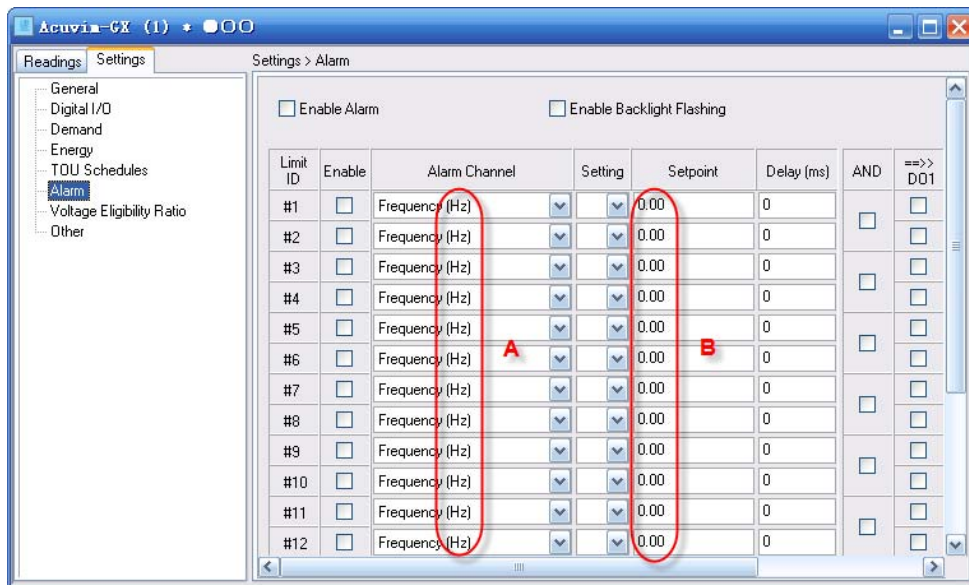 Acuvim-GX (1) *
Readings Settings
Settings > Alarm
General
Digital I/O
Demand
Energy
TOU Schedules
Alarm
Voltage Eligibility Ratio
Other
Enable Alarm Enable Backlight Flashing
Limit ID Enable Alarm Channel Setting Setpoint Delay (ms) AND ==>> DO1
#1 Frequency (Hz) 0.00 0
#2 Frequency (Hz) 0.00 0
#3 Frequency (Hz) 0.00 0
#4 Frequency (Hz) 0.00 0
#5 Frequency (Hz) 0.00 0
A B
#6 Frequency (Hz) 0.00 0
#7 Frequency (Hz) 0.00 0
#8 Frequency (Hz) 0.00 0
#9 Frequency (Hz) 0.00 0
#10 Frequency (Hz) 0.00 0
#11 Frequency (Hz) 0.00 0
#12 Frequency (Hz) 0.00 0